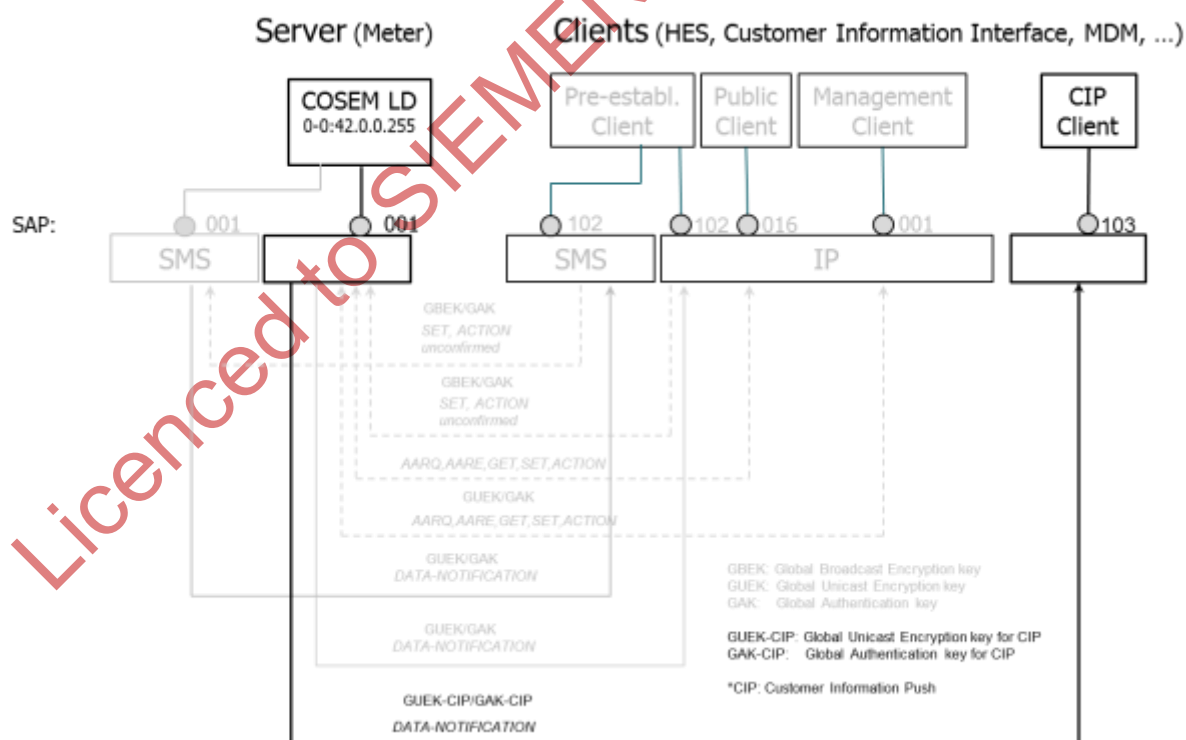 Server (Meter)
Clients (HES, Customer Information Interface, MDM, ...)
COSEM LD
0-0:42.0.0.255
Pre-establ.
Client
Public
Client
Management
Client
CIP
Client
SAP:
001
001
102
102
016
001
103
SMS
SMS
IP
GBEK/GAK
SET, ACTION
unconfirmed
GBEK/GAK
SET, ACTION
unconfirmed
AARQ,AARE,GET,SET,ACTION
GUEK/GAK
AARQ,AARE,GET,SET,ACTION
GUEK/GAK
DATA-NOTIFICATION
GUEK/GAK
DATA-NOTIFICATION
GUEK-CIP/GAK-CIP
DATA-NOTIFICATION
GBEK: Global Broadcast Encryption key
GUEK: Global Unicast Encryption key
GAK: Global Authentication key
GUEK-CIP: Global Unicast Encryption key for CIP
GAK-CIP: Global Authentication key for CIP
*CIP: Customer Information Push
Licenced to SIEMEN